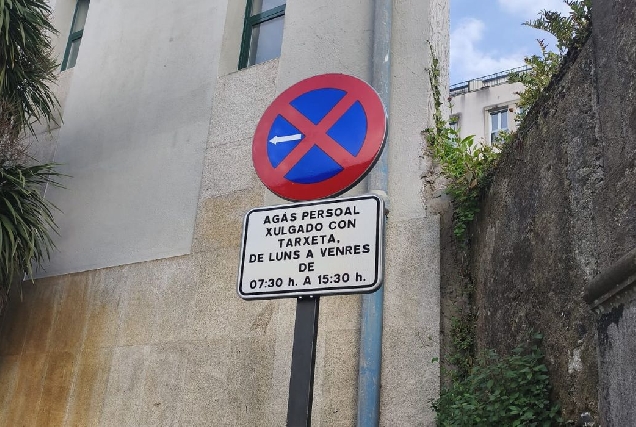 AGÁS PERSOAL
XULGADO CON
TARXETA,
DE LUNS A VENRES
DE
07:30 h. A 15:30 h.